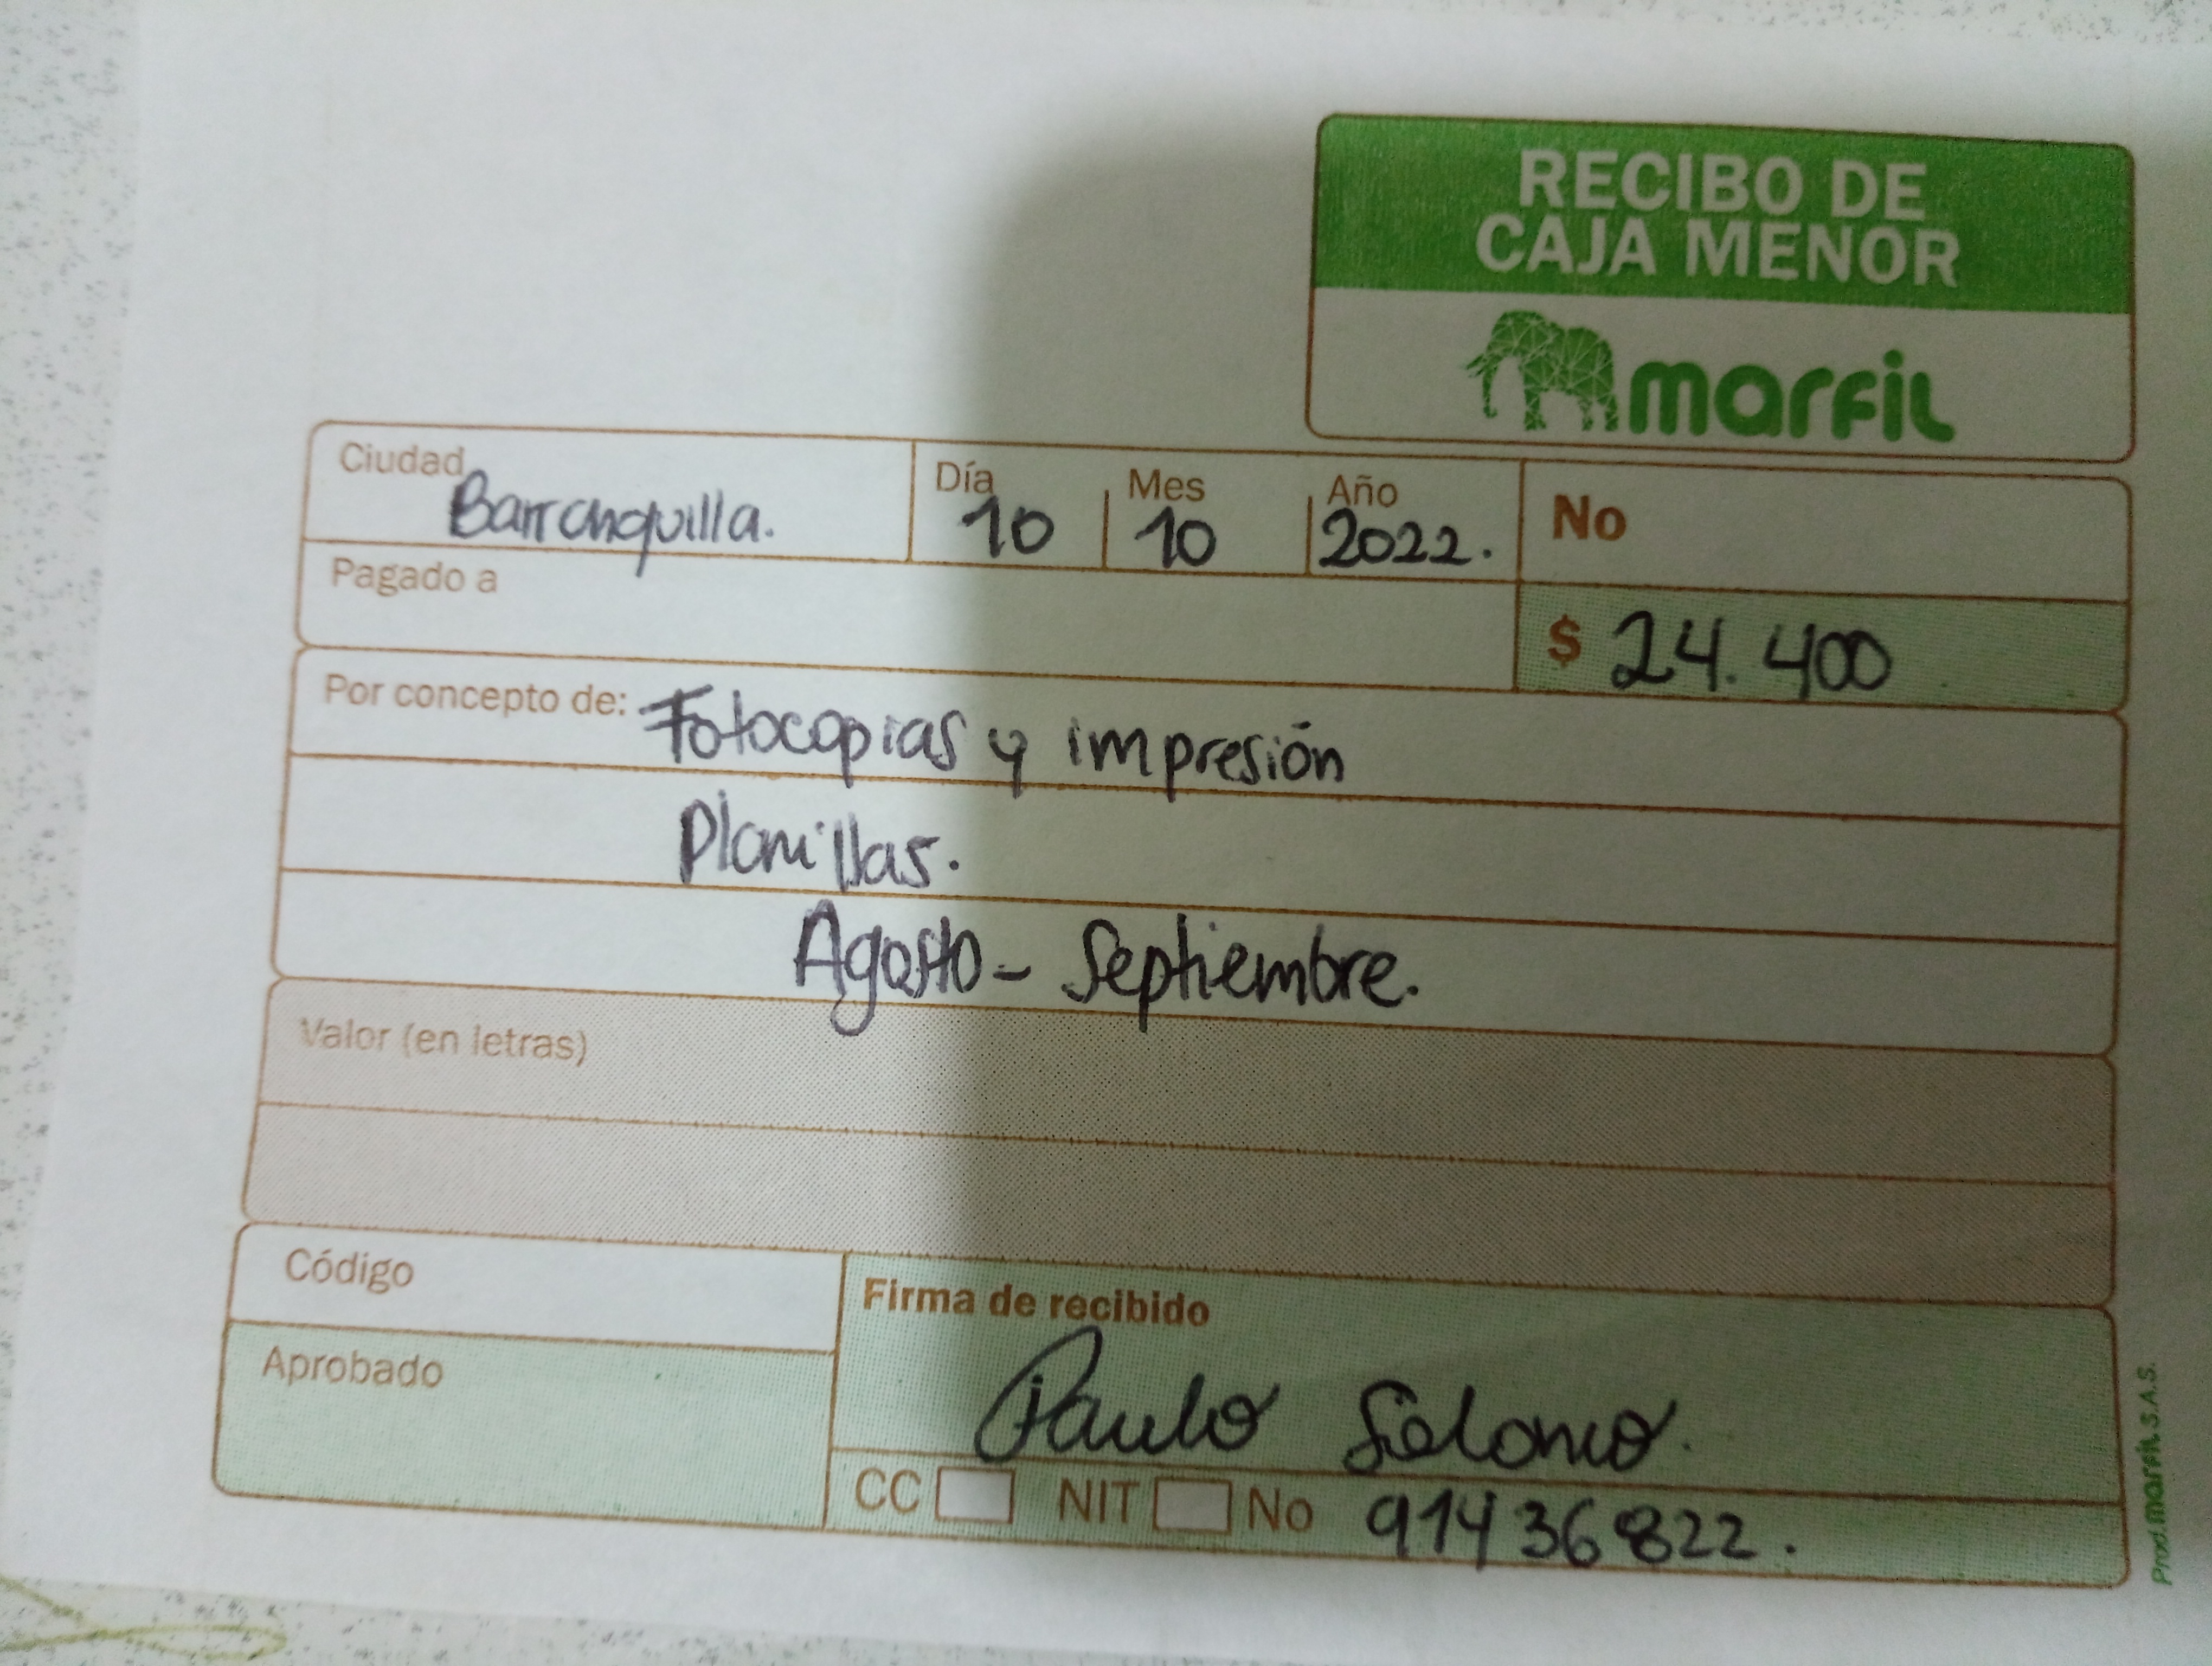 RECIBO DE
CAJA MENOR
marfil
Ciudad Barranquilla.
Día 10 Mes 10 Año 2022.
No
Pagado a
$ 24.400
Por concepto de: Fotocopias y impresión
Planillas.
Agosto - Septiembre.
Valor (en letras)
Código
Firma de recibido
Aprobado
CC NIT No 91436822.
Prod. marfil S.A.S.